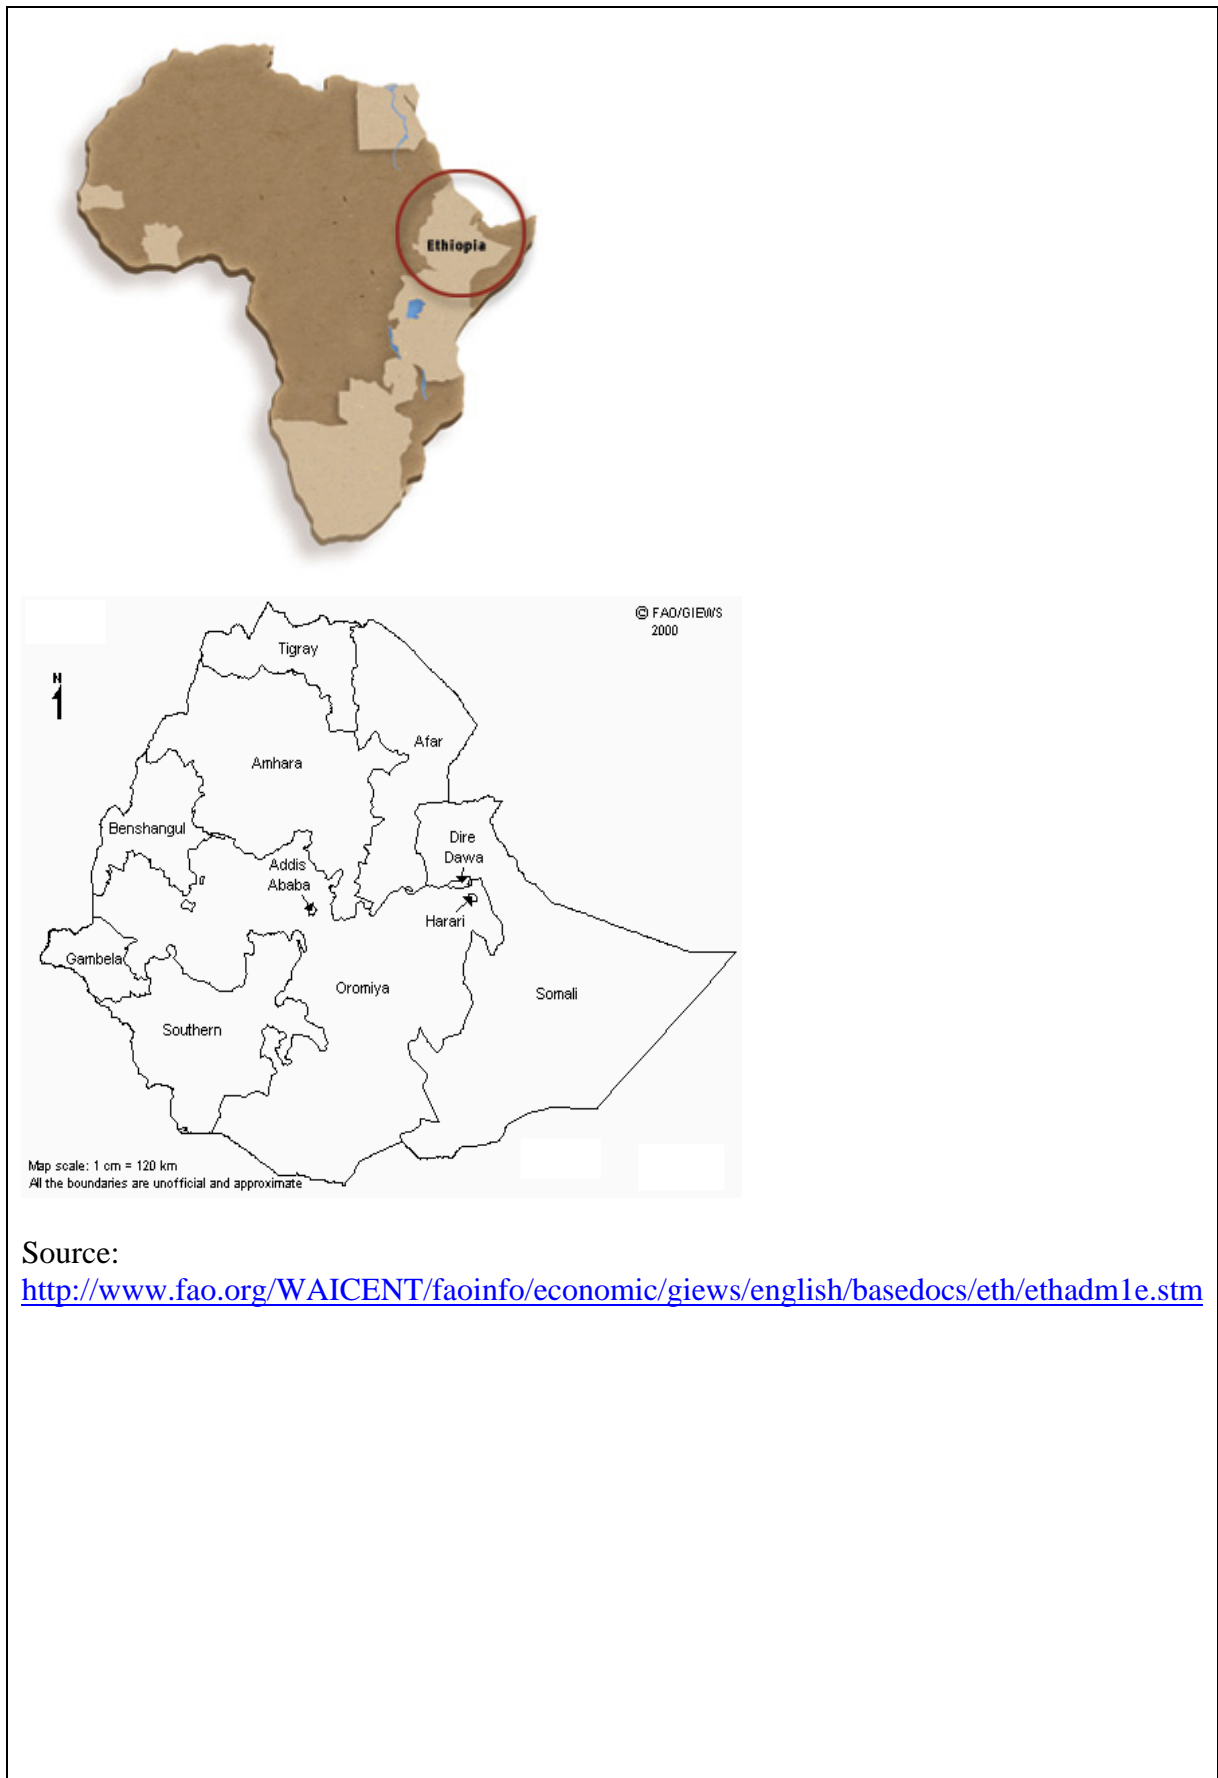 Ethiopia
© FAO/GIEWS
2000
N
Tigray
Afar
Amhara
Benshangul
Dire
Dawa
Addis
Ababa
Harari
Gambela
Oromiya
Somali
Southern
Map scale: 1 cm = 120 km
All the boundaries are unofficial and approximate
Source:
http://www.fao.org/WAICENT/faoinfo/economic/giews/english/basedocs/eth/ethadm1e.stm